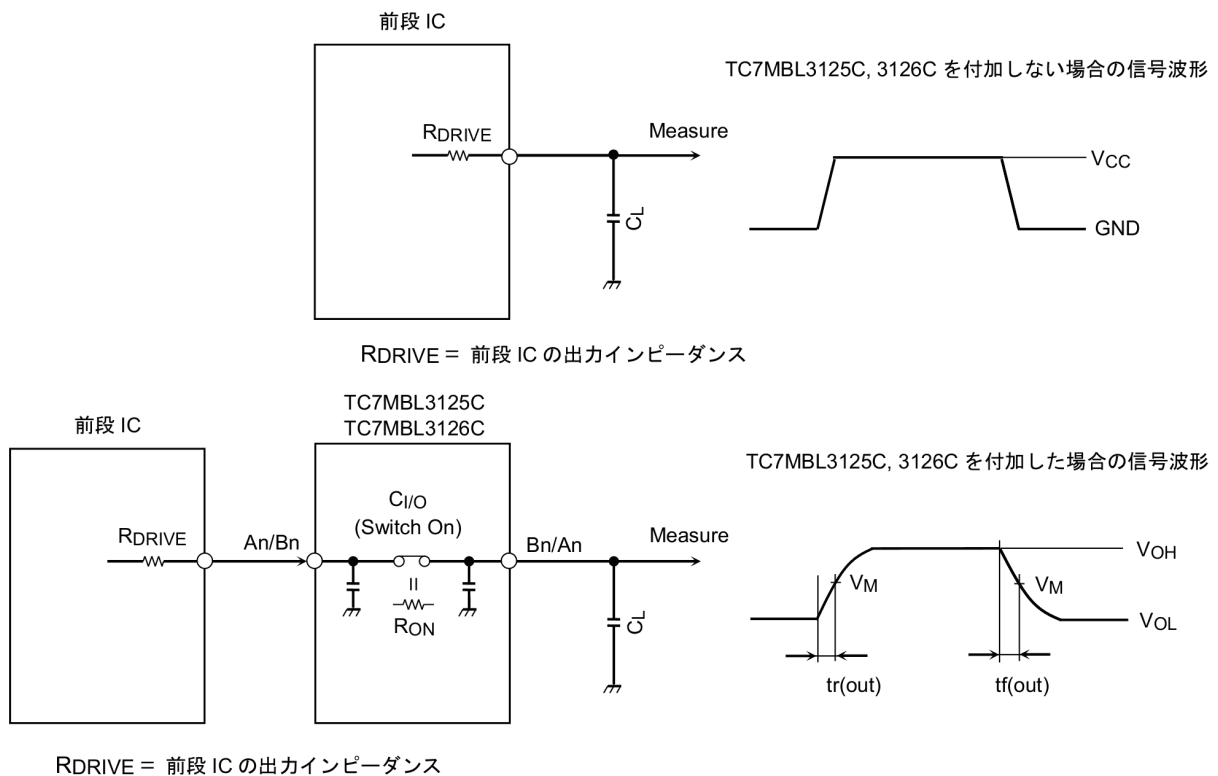 前段 IC
TC7MBL3125C, 3126C を付加しない場合の信号波形
RDRIVE
Measure
CL
VCC
GND
RDRIVE = 前段 IC の出力インピーダンス
前段 IC
TC7MBL3125C
TC7MBL3126C
TC7MBL3125C, 3126C を付加した場合の信号波形
CI/O
(Switch On)
RDRIVE
An/Bn
Bn/An
Measure
RON
CL
VOH
VM
VM
VOL
tr(out)
tf(out)
RDRIVE = 前段 IC の出力インピーダンス